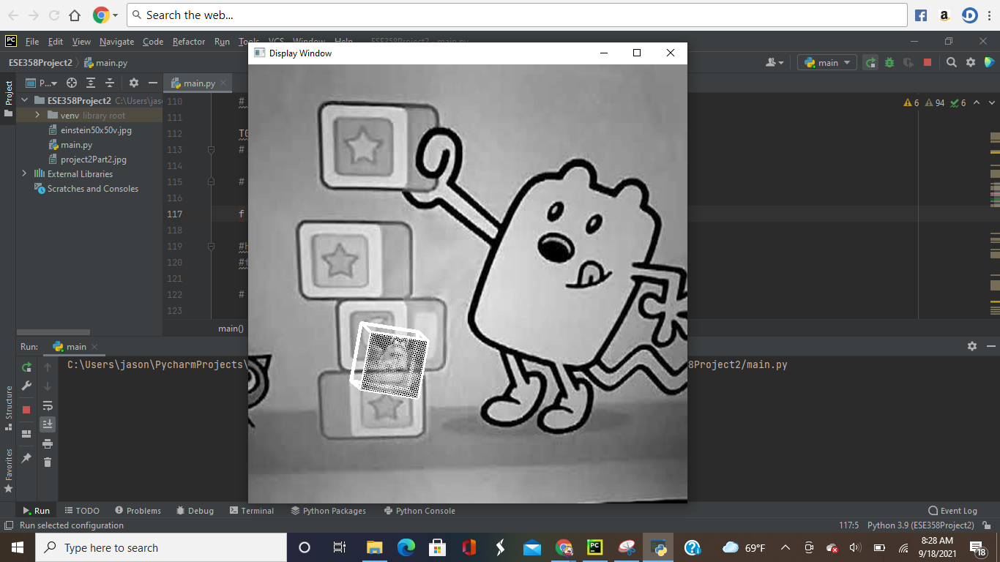 Search the web...
PC File Edit View Navigate Code Refactor Run Tools VCS Window Help ESE358Project2 - main.py
ESE358Project2 main.py main
Project P... main.py
ESE358Project2 C:\Users\jas
venv library root
einstein50x50v.jpg
main.py
project2Part2.jpg
External Libraries
Scratches and Consoles
Display Window
6 94 6
110 #
111
112 T
113 #
114
115 #
116
117 f
118
119 #
120 #f
121
122 #
123
main()
Run: main
C:\Users\jason\PycharmProjects\ 8Project2/main.py
Structure
Favorites
Run TODO Problems Debug Terminal Python Packages Python Console Event Log
Run selected configuration 117:5 Python 3.9 (ESE358Project2)
Type here to search
PC
69°F
8:28 AM
9/18/2021
18